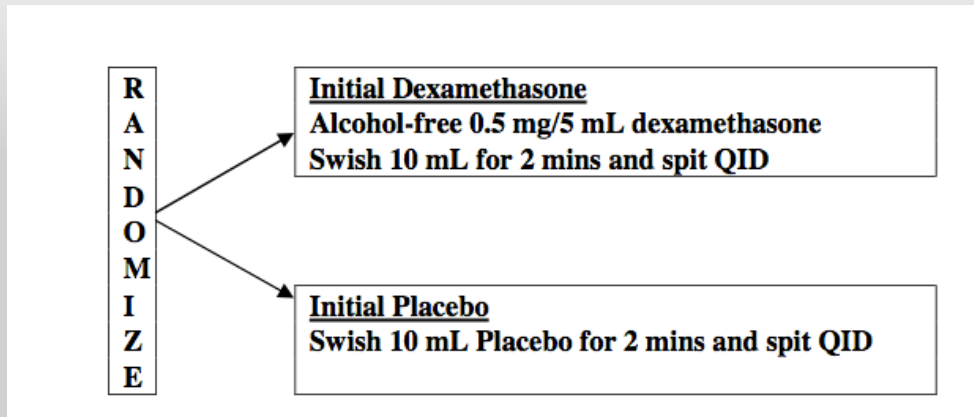 R
A
N
D
O
M
I
Z
E
Initial Dexamethasone
Alcohol-free 0.5 mg/5 mL dexamethasone
Swish 10 mL for 2 mins and spit QID
Initial Placebo
Swish 10 mL Placebo for 2 mins and spit QID